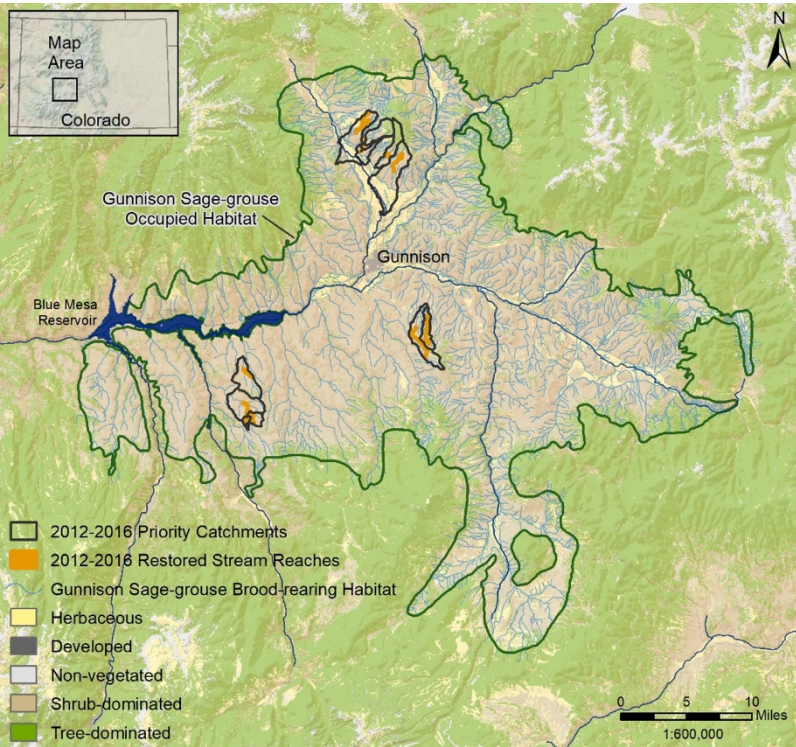 Map
Area
Colorado
N
Gunnison Sage-grouse
Occupied Habitat
Gunnison
Blue Mesa
Reservoir
2012-2016 Priority Catchments
2012-2016 Restored Stream Reaches
Gunnison Sage-grouse Brood-rearing Habitat
Herbaceous
Developed
Non-vegetated
Shrub-dominated
Tree-dominated
0 5 10
Miles
1:600,000